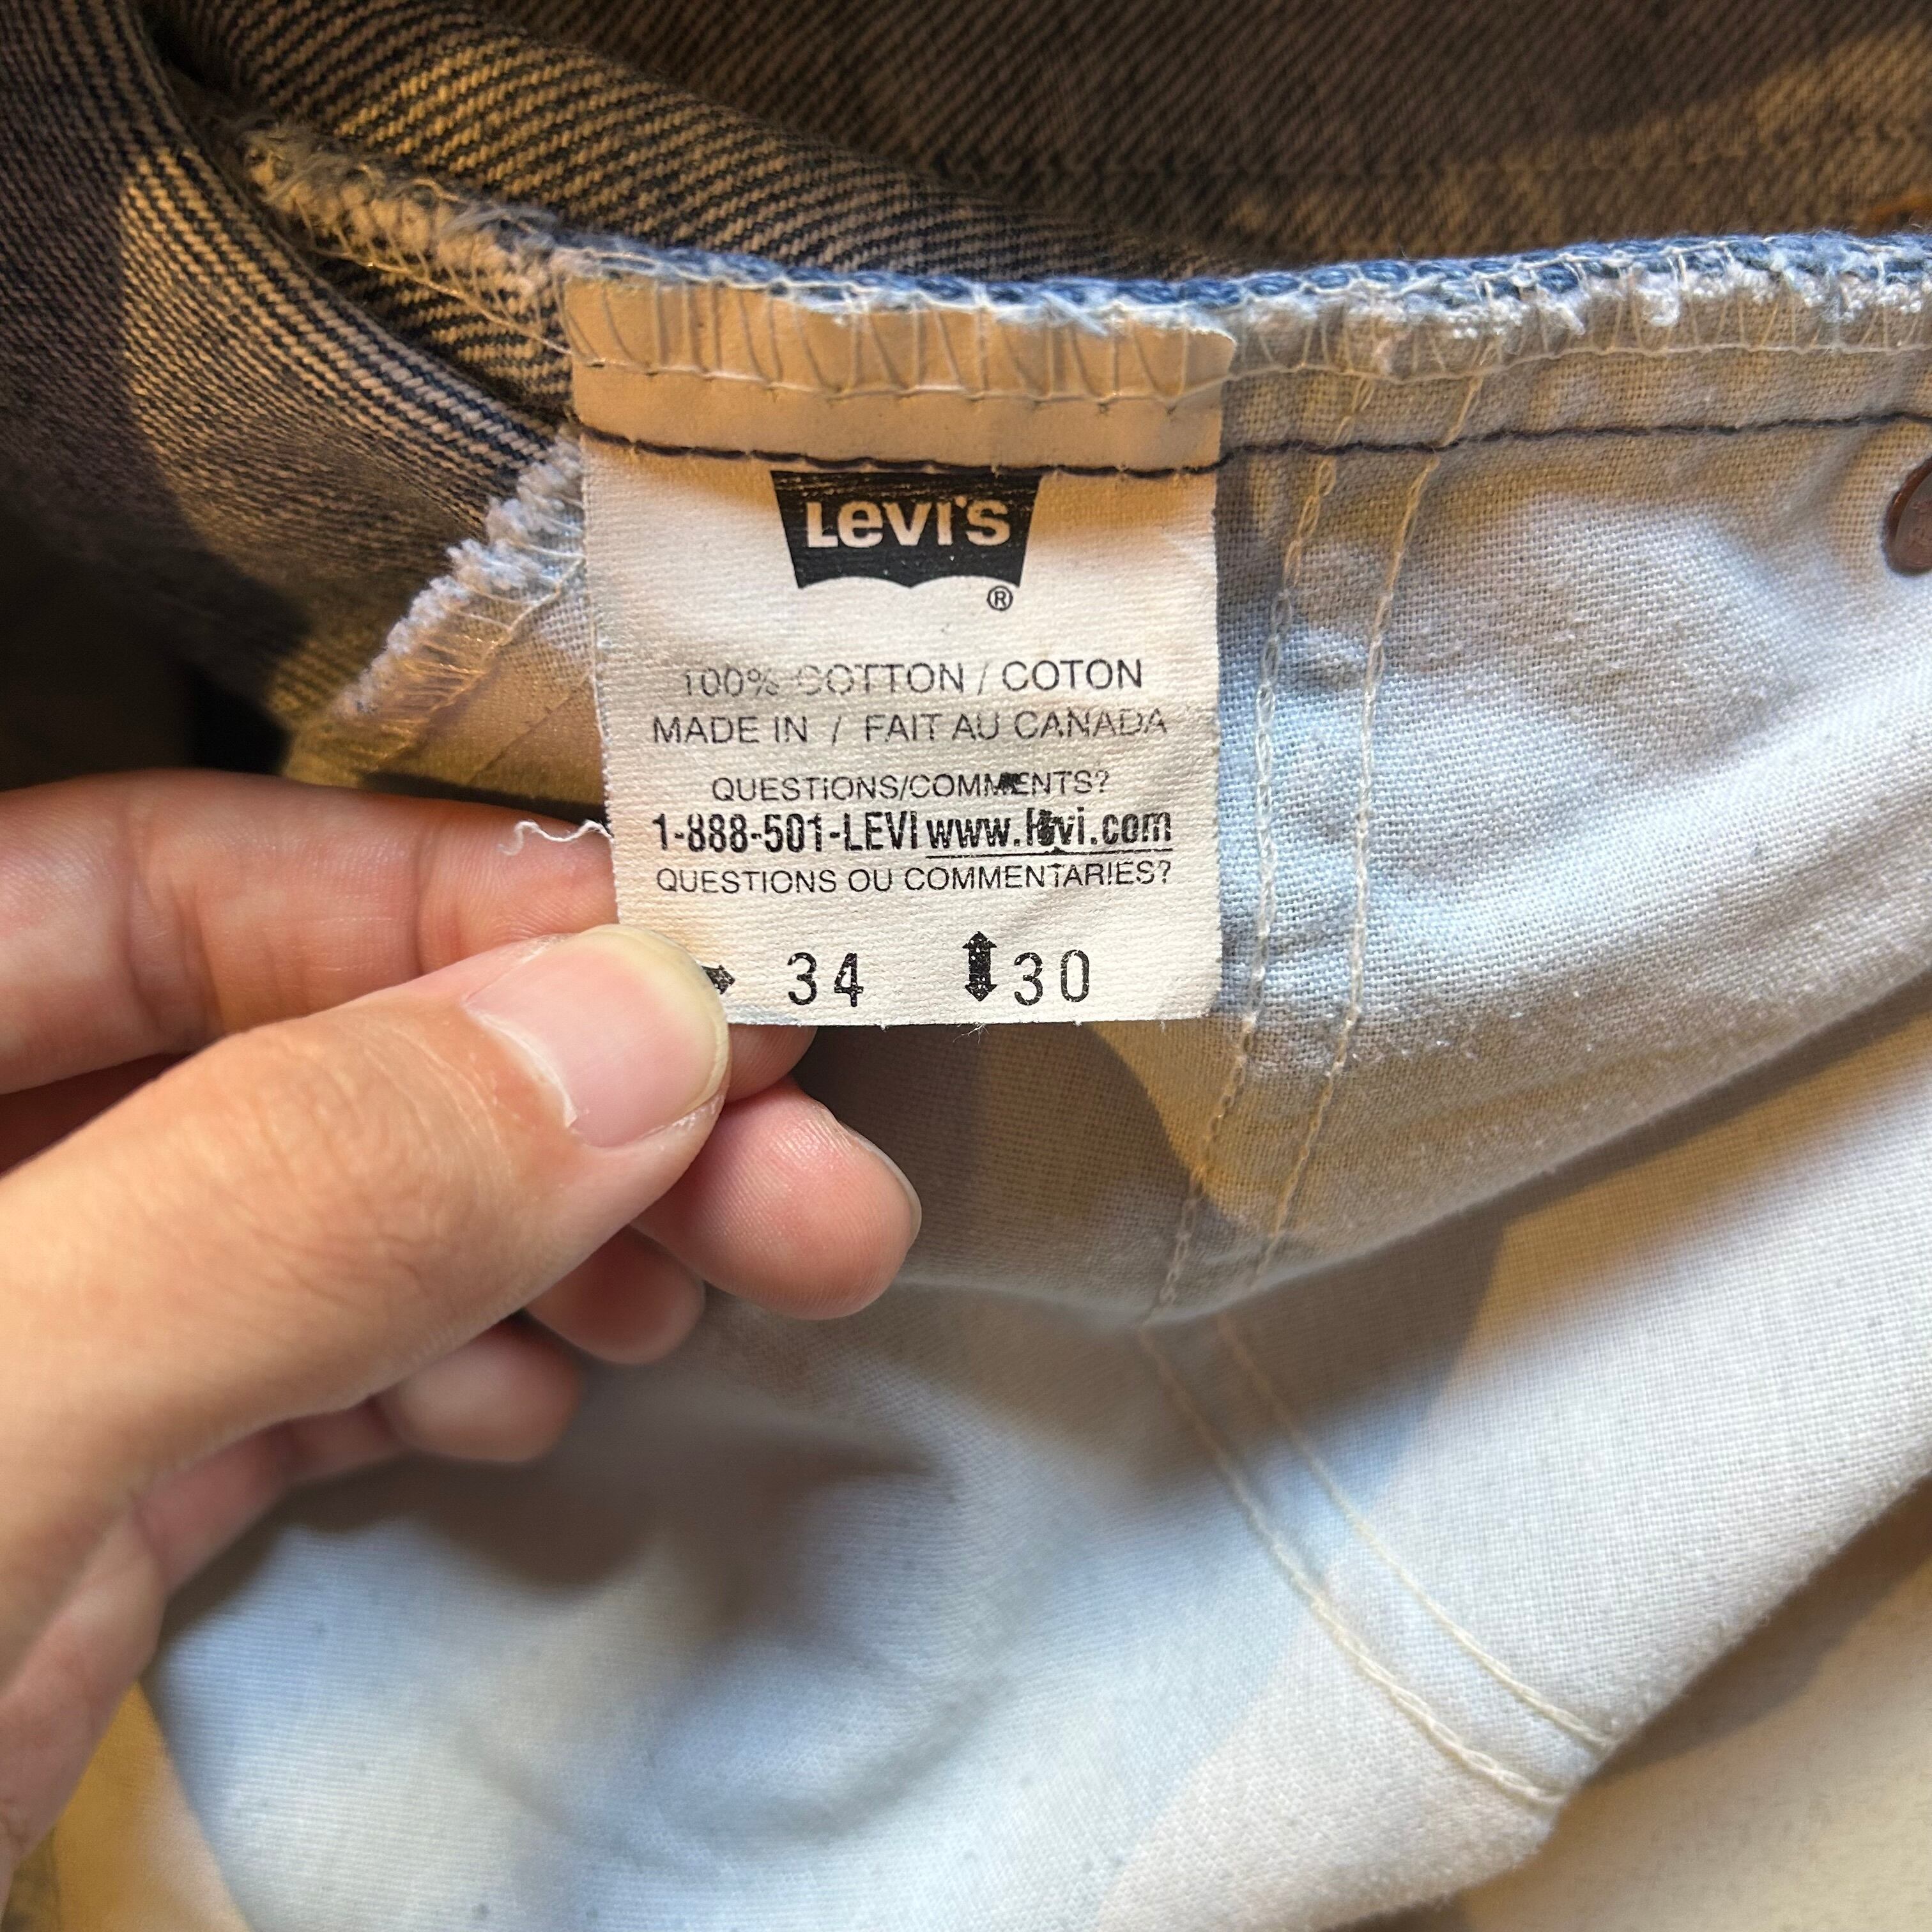 LEVI'S
®
100% COTTON / COTON
MADE IN / FAIT AU CANADA
QUESTIONS/COMMENTS?
1-888-501-LEVI www.levi.com
QUESTIONS OU COMMENTARIES?
34 30